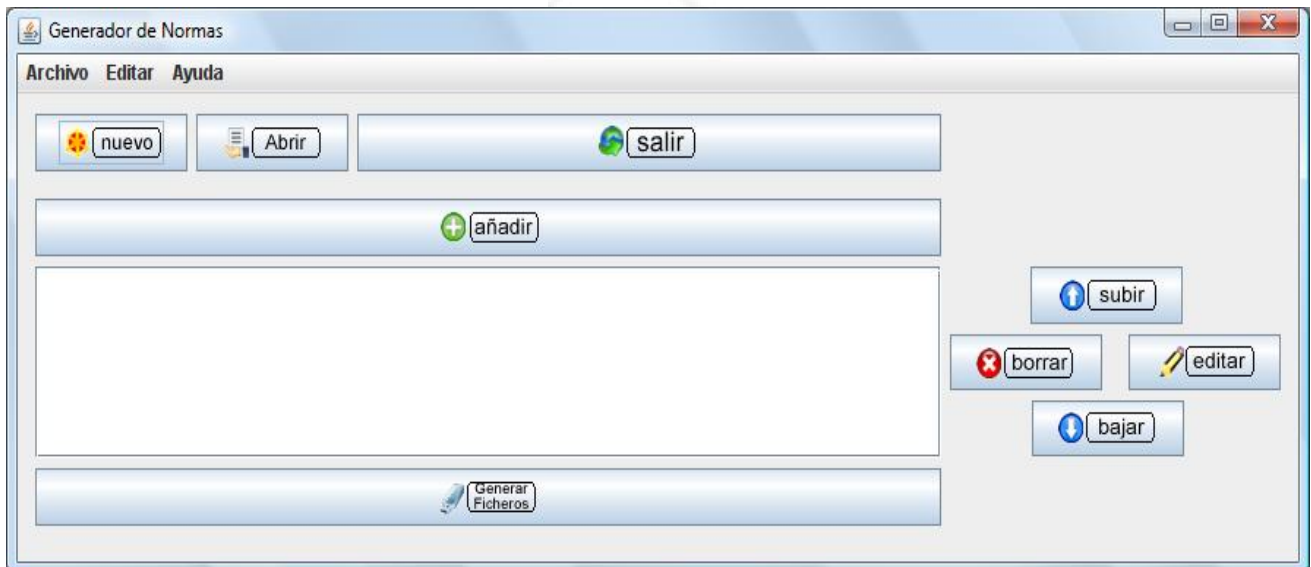 Generador de Normas
Archivo Editar Ayuda
nuevo
Abrir
salir
añadir
subir
borrar
editar
bajar
Generar
Ficheros